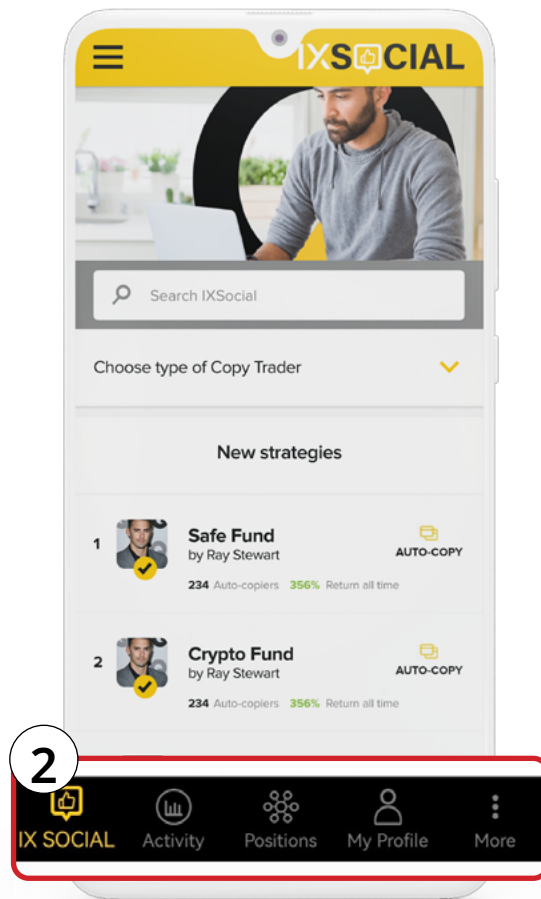 IXSOCIAL
Search IXSocial
Choose type of Copy Trader
New strategies
1
Safe Fund
by Ray Stewart
AUTO-COPY
234 Auto-copiers 356% Return all time
2
Crypto Fund
by Ray Stewart
AUTO-COPY
234 Auto-copiers 356% Return all time
2
IX SOCIAL Activity Positions My Profile More